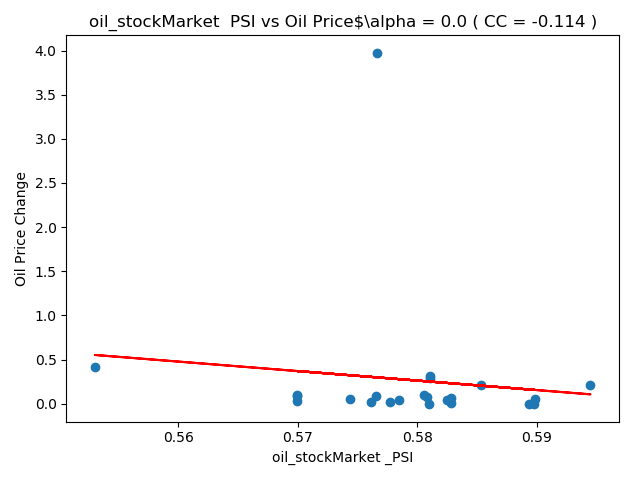 oil_stockMarket  PSI vs Oil Price$\alpha = 0.0 ( CC = -0.114 )
4.0
3.5
3.0
2.5
2.0
1.5
1.0
0.5
0.0
Oil Price Change
0.56 0.57 0.58 0.59
oil_stockMarket _PSI